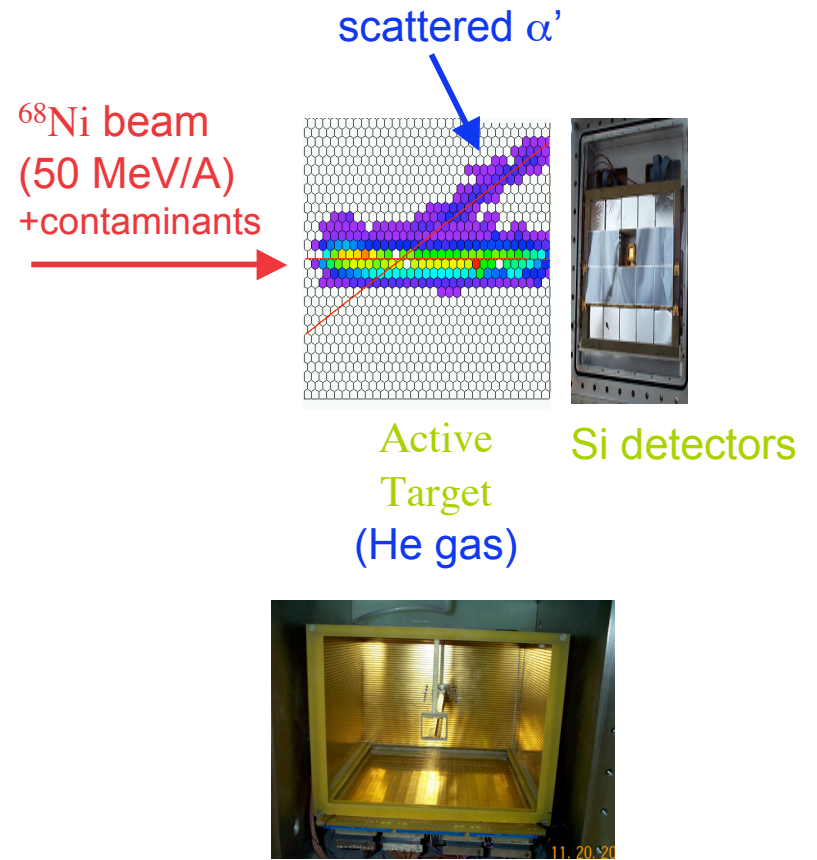 scattered α’
⁶⁸Ni beam
(50 MeV/A)
+contaminants
Active
Target
(He gas)
Si detectors
11. 20. 20